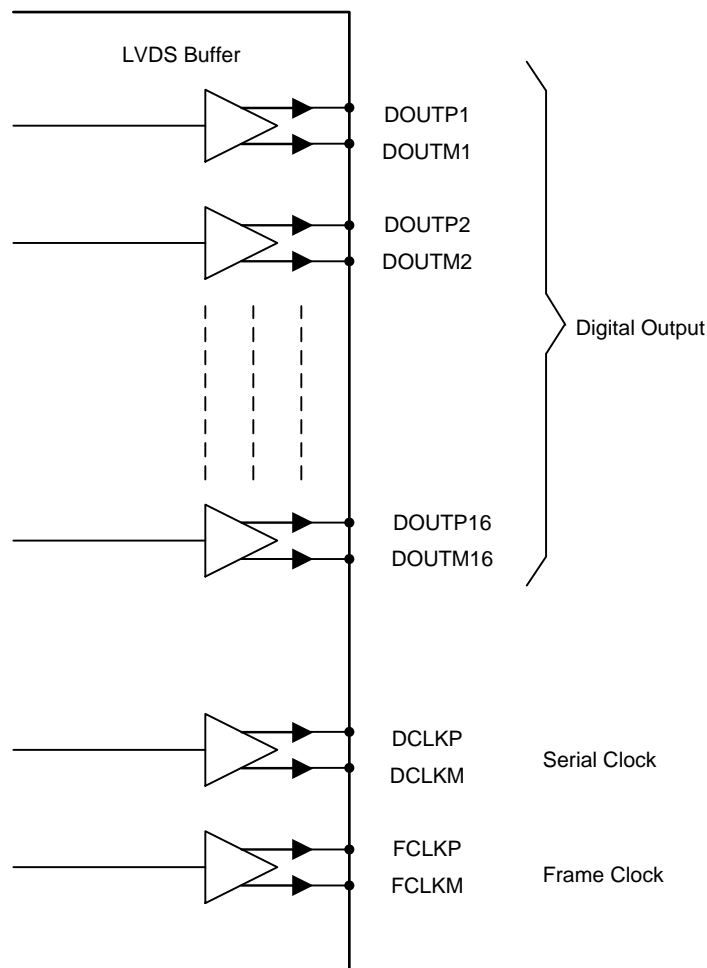 LVDS Buffer
DOUTP1
DOUTM1
DOUTP2
DOUTM2
Digital Output
DOUTP16
DOUTM16
DCLKP
Serial Clock
DCLKM
FCLKP
Frame Clock
FCLKM